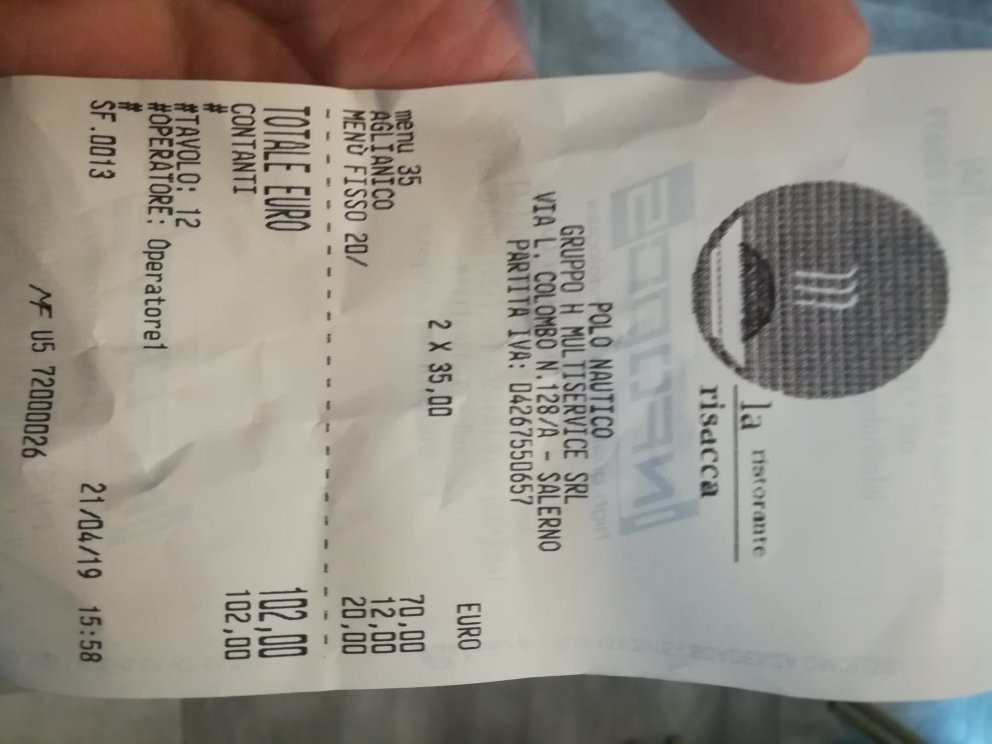 la ristorante
risacca
POLO NAUTICO
GRUPPO H MULTISERVICE SRL
VIA L. COLOMBO N.128/A - SALERNO
PARTITA IVA: 04267550657
EURO
2 X 35,00
menu 35 70,00
AGLIANICO 12,00
MENÙ FISSO 20/ 20,00
TOTALE EURO 102,00
CONTANTI 102,00
#
#TAVOLO: 12
#OPERATORE: Operatore1
#
SF.0013 21/04/19 15:58
MF U5 72000026